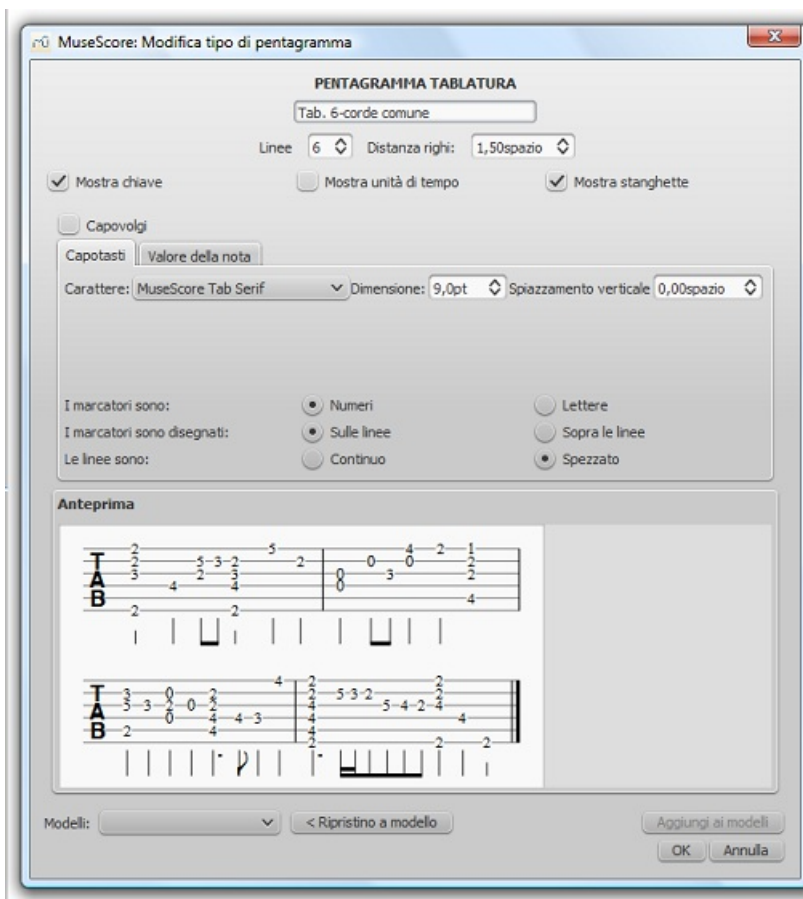 MuseScore: Modifica tipo di pentagramma
PENTAGRAMMA TABLATURA
Tab. 6-corde comune
Linee 6 Distanza righi: 1,50spazio
Mostra chiave Mostra unità di tempo Mostra stanghette
Capovolgi
Capotasti Valore della nota
Carattere: MuseScore Tab Serif Dimensione: 9,0pt Spiazzamento verticale 0,00spazio
I marcatori sono: Numeri Lettere
I marcatori sono disegnati: Sulle linee Sopra le linee
Le linee sono: Continuo Spezzato
Anteprima
TAB
TAB
Modelli: < Ripristino a modello Aggiungi ai modelli
OK Annulla